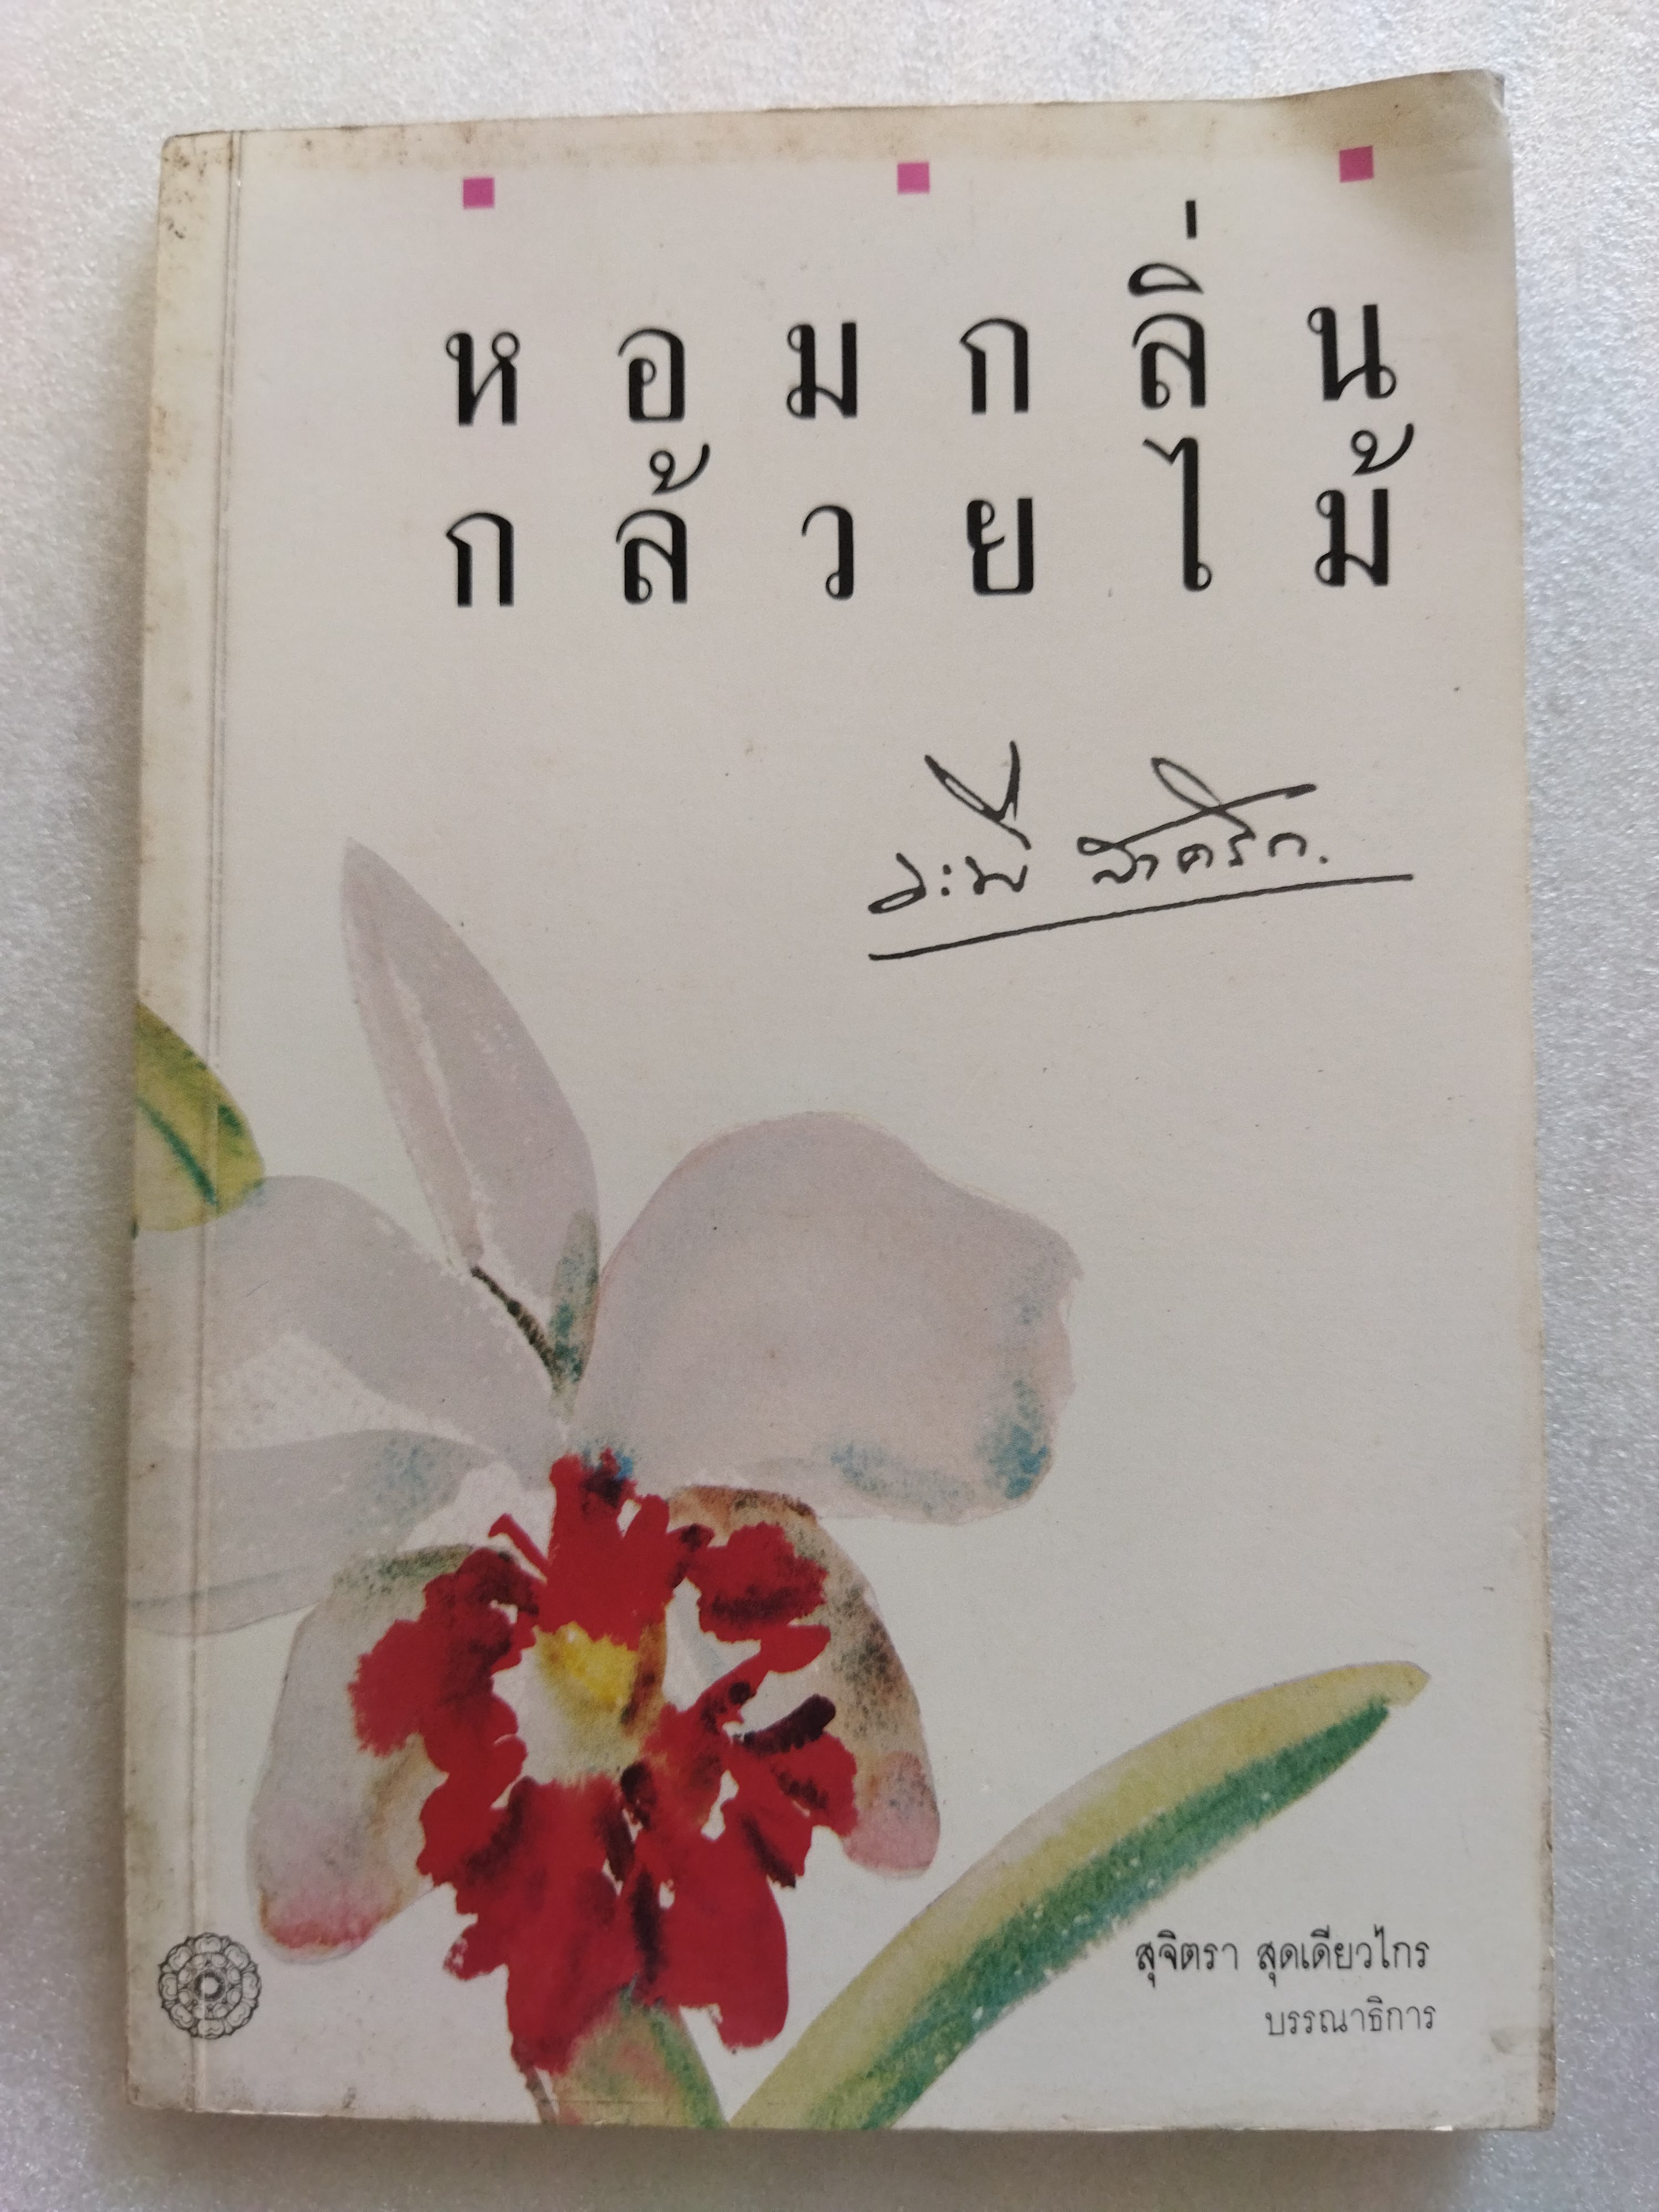 หอมกลิ่น
กล้วยไม้
ระพี สาคริก.
สุจิตรา สุดเดียวไกร
บรรณาธิการ